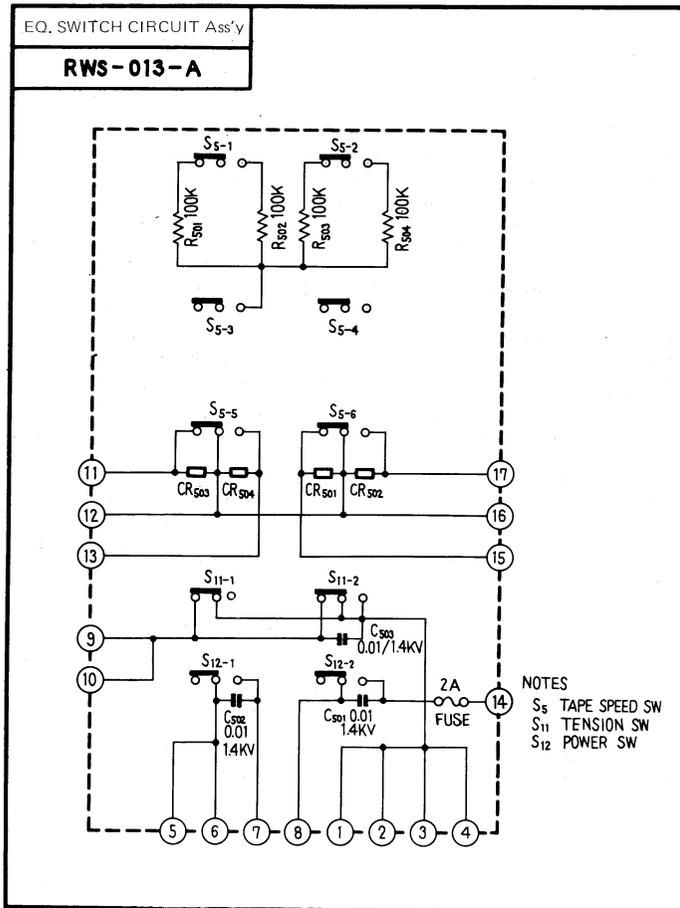 EQ. SWITCH CIRCUIT Ass'y
RWS-013-A
S5-1
S5-2
R501 100K
R502 100K
R503 100K
R504 100K
S5-3
S5-4
S5-5
S5-6
11
CR503
CR504
CR501
CR502
17
12
16
13
15
S11-1
S11-2
9
C503
0.01/1.4KV
10
S12-1
S12-2
C502
0.01
1.4KV
C501 0.01
1.4KV
2A
FUSE
14
NOTES
S5 TAPE SPEED SW
S11 TENSION SW
S12 POWER SW
5
6
7
8
1
2
3
4